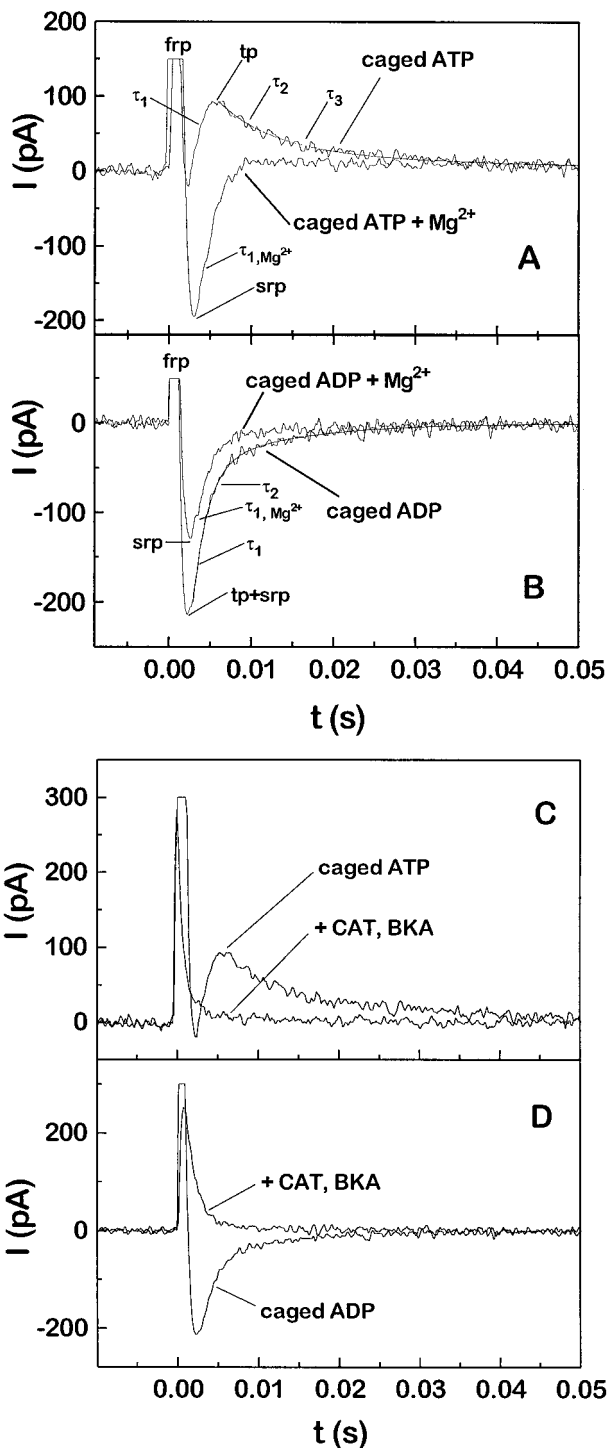 frp
tp
τ1
τ2
τ3
caged ATP
100
0
-100
-200
I (pA)
caged ATP + Mg2+
τ1, Mg2+
srp
A
frp
caged ADP + Mg2+
0
-100
-200
I (pA)
τ2
τ1, Mg2+
caged ADP
srp
τ1
tp+srp
B
0.00 0.01 0.02 0.03 0.04 0.05
t (s)
300
200
100
0
I (pA)
C
caged ATP
+ CAT, BKA
D
200
0
-200
I (pA)
+ CAT, BKA
caged ADP
0.00 0.01 0.02 0.03 0.04 0.05
t (s)